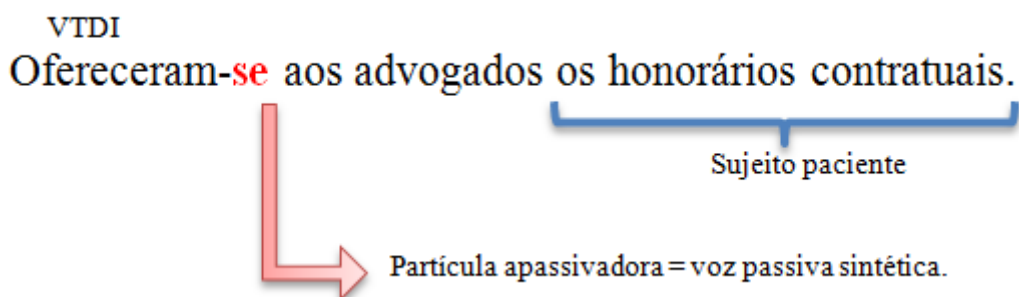 VTDI
Ofereceram-se aos advogados os honorários contratuais.
Sujeito paciente
Partícula apassivadora = voz passiva sintética.